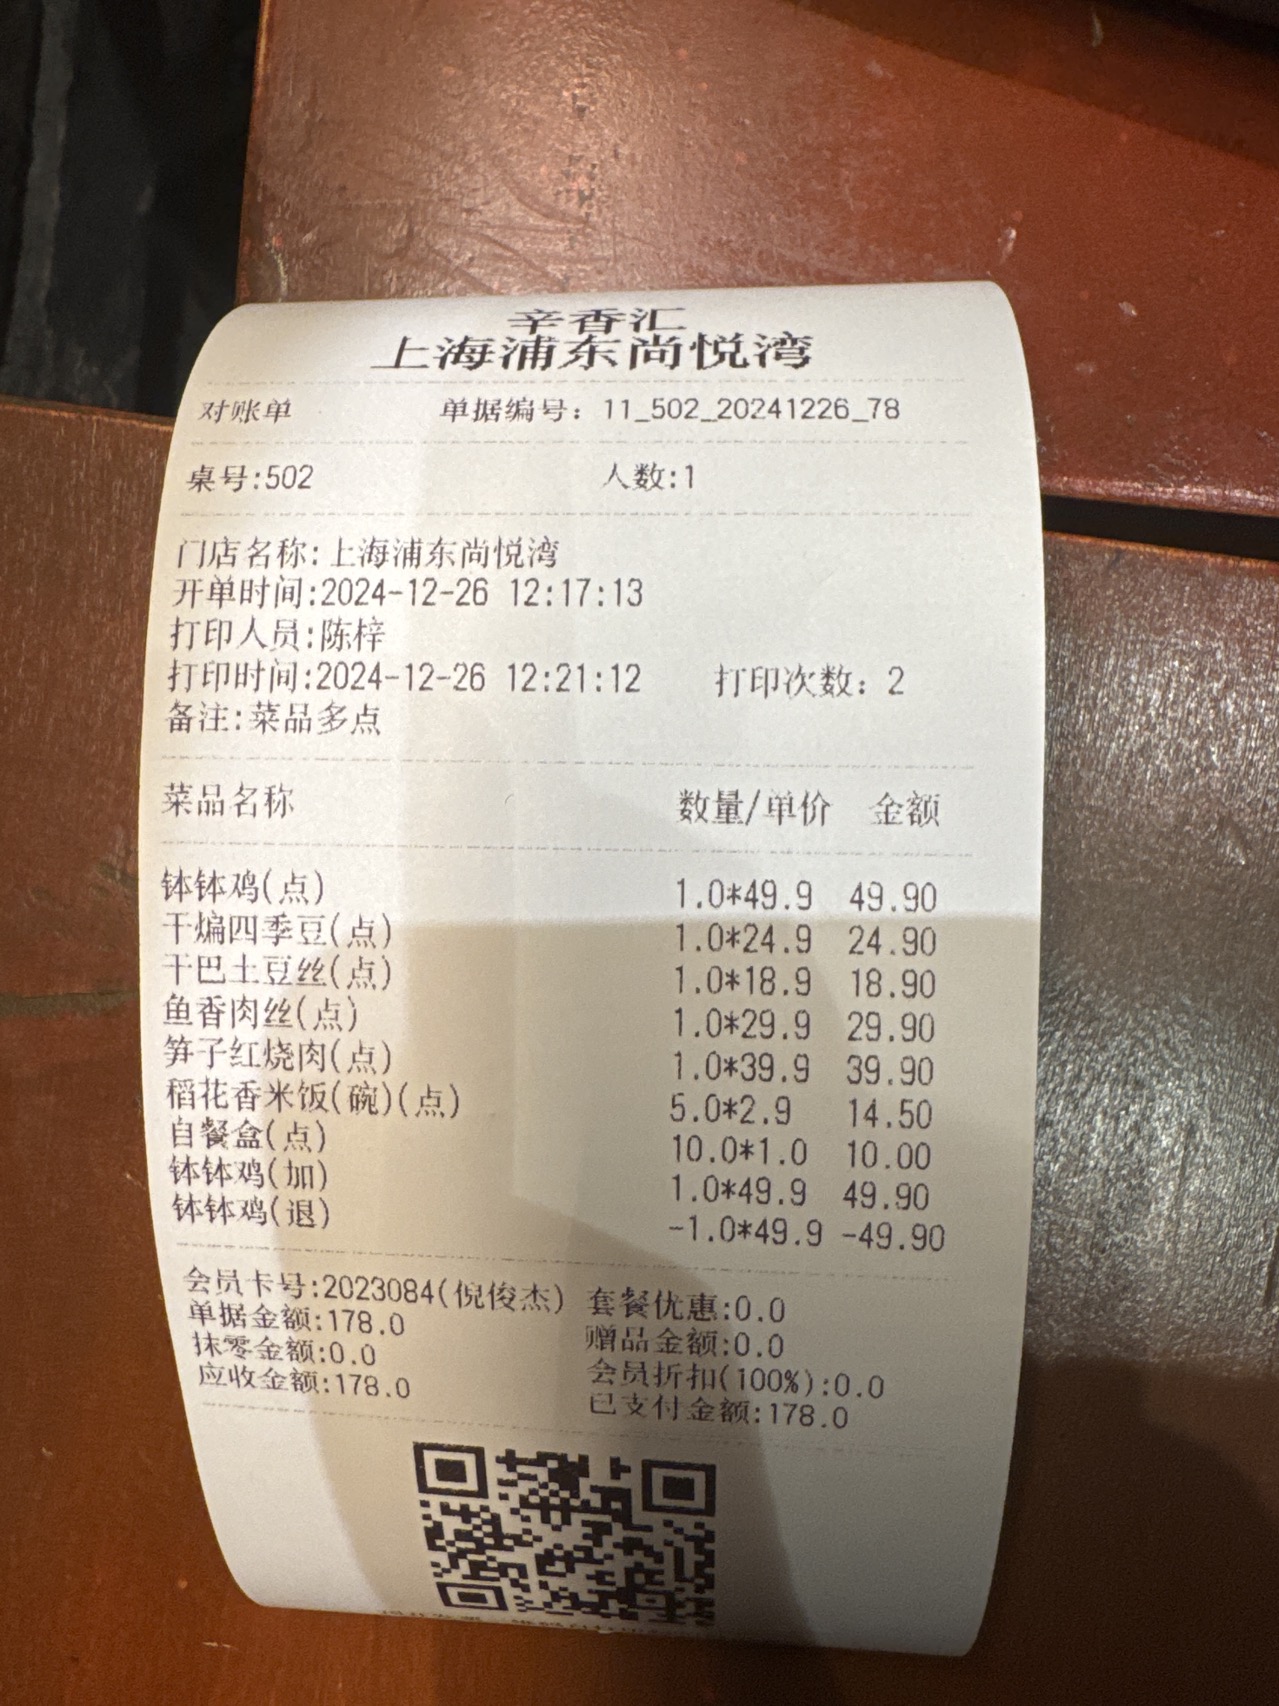 辛香汇
上海浦东尚悦湾
对账单 单据编号：11_502_20241226_78
桌号:502 人数:1
门店名称:上海浦东尚悦湾
开单时间:2024-12-26 12:17:13
打印人员:陈梓
打印时间:2024-12-26 12:21:12 打印次数：2
备注:菜品多点
菜品名称 数量/单价 金额
钵钵鸡(点) 1.0*49.9 49.90
干煸四季豆(点) 1.0*24.9 24.90
干巴土豆丝(点) 1.0*18.9 18.90
鱼香肉丝(点) 1.0*29.9 29.90
笋子红烧肉(点) 1.0*39.9 39.90
稻花香米饭(碗)(点) 5.0*2.9 14.50
自餐盒(点) 10.0*1.0 10.00
钵钵鸡(加) 1.0*49.9 49.90
钵钵鸡(退) -1.0*49.9 -49.90
会员卡号:2023084(倪俊杰) 套餐优惠:0.0
单据金额:178.0 赠品金额:0.0
抹零金额:0.0 会员折扣(100%):0.0
应收金额:178.0 已支付金额:178.0